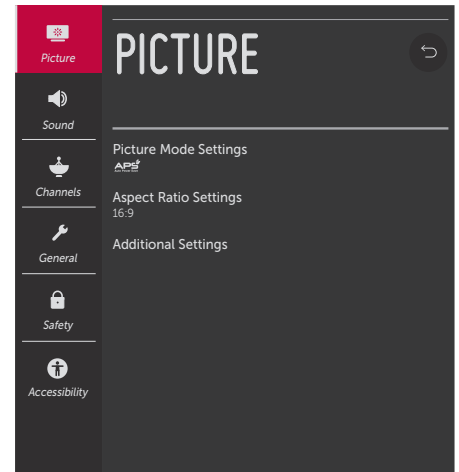 Picture
Sound
Channels
General
Safety
Accessibility
PICTURE
Picture Mode Settings
APS
Aspect Ratio Settings
16:9
Additional Settings